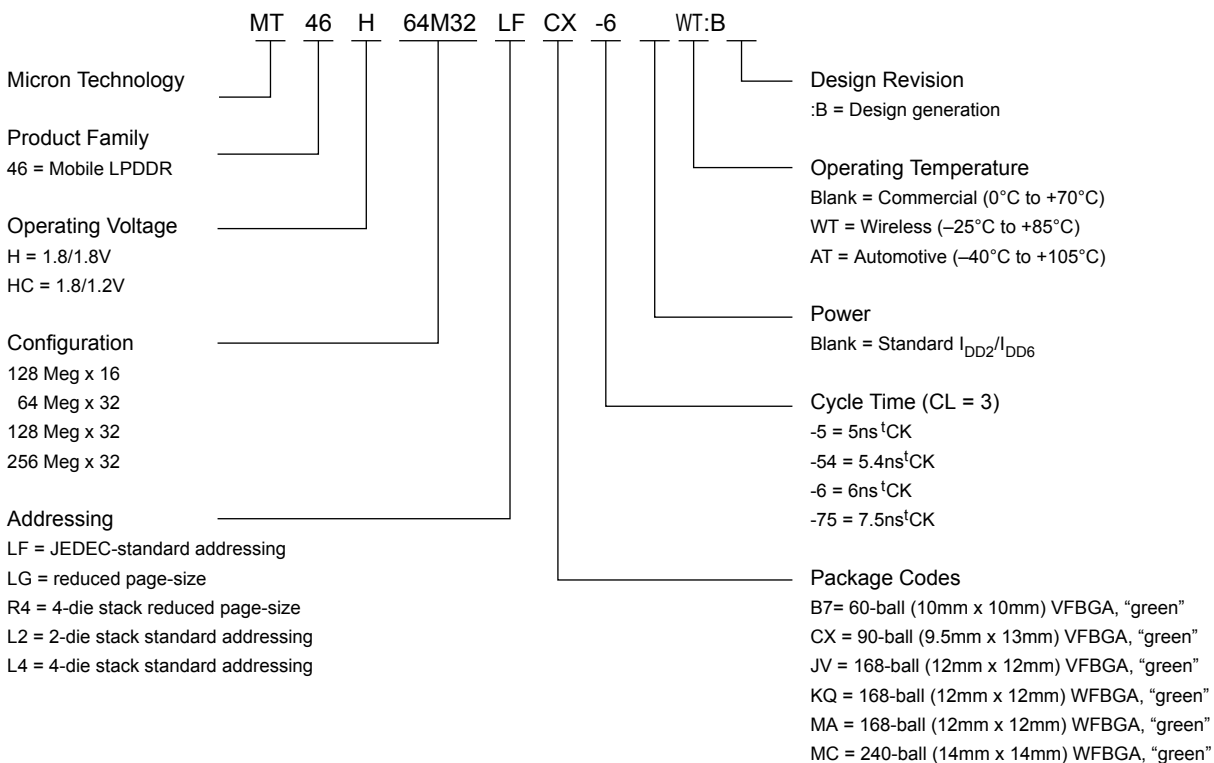 MT 46 H 64M32 LF CX -6 WT:B
Micron Technology
Product Family
46 = Mobile LPDDR
Operating Voltage
H = 1.8/1.8V
HC = 1.8/1.2V
Configuration
128 Meg x 16
64 Meg x 32
128 Meg x 32
256 Meg x 32
Addressing
LF = JEDEC-standard addressing
LG = reduced page-size
R4 = 4-die stack reduced page-size
L2 = 2-die stack standard addressing
L4 = 4-die stack standard addressing
Design Revision
:B = Design generation
Operating Temperature
Blank = Commercial (0°C to +70°C)
WT = Wireless (–25°C to +85°C)
AT = Automotive (–40°C to +105°C)
Power
Blank = Standard IDD2/IDD6
Cycle Time (CL = 3)
-5 = 5ns tCK
-54 = 5.4ns tCK
-6 = 6ns tCK
-75 = 7.5ns tCK
Package Codes
B7= 60-ball (10mm x 10mm) VFBGA, “green”
CX = 90-ball (9.5mm x 13mm) VFBGA, “green”
JV = 168-ball (12mm x 12mm) VFBGA, “green”
KQ = 168-ball (12mm x 12mm) WFBGA, “green”
MA = 168-ball (12mm x 12mm) WFBGA, “green”
MC = 240-ball (14mm x 14mm) WFBGA, “green”